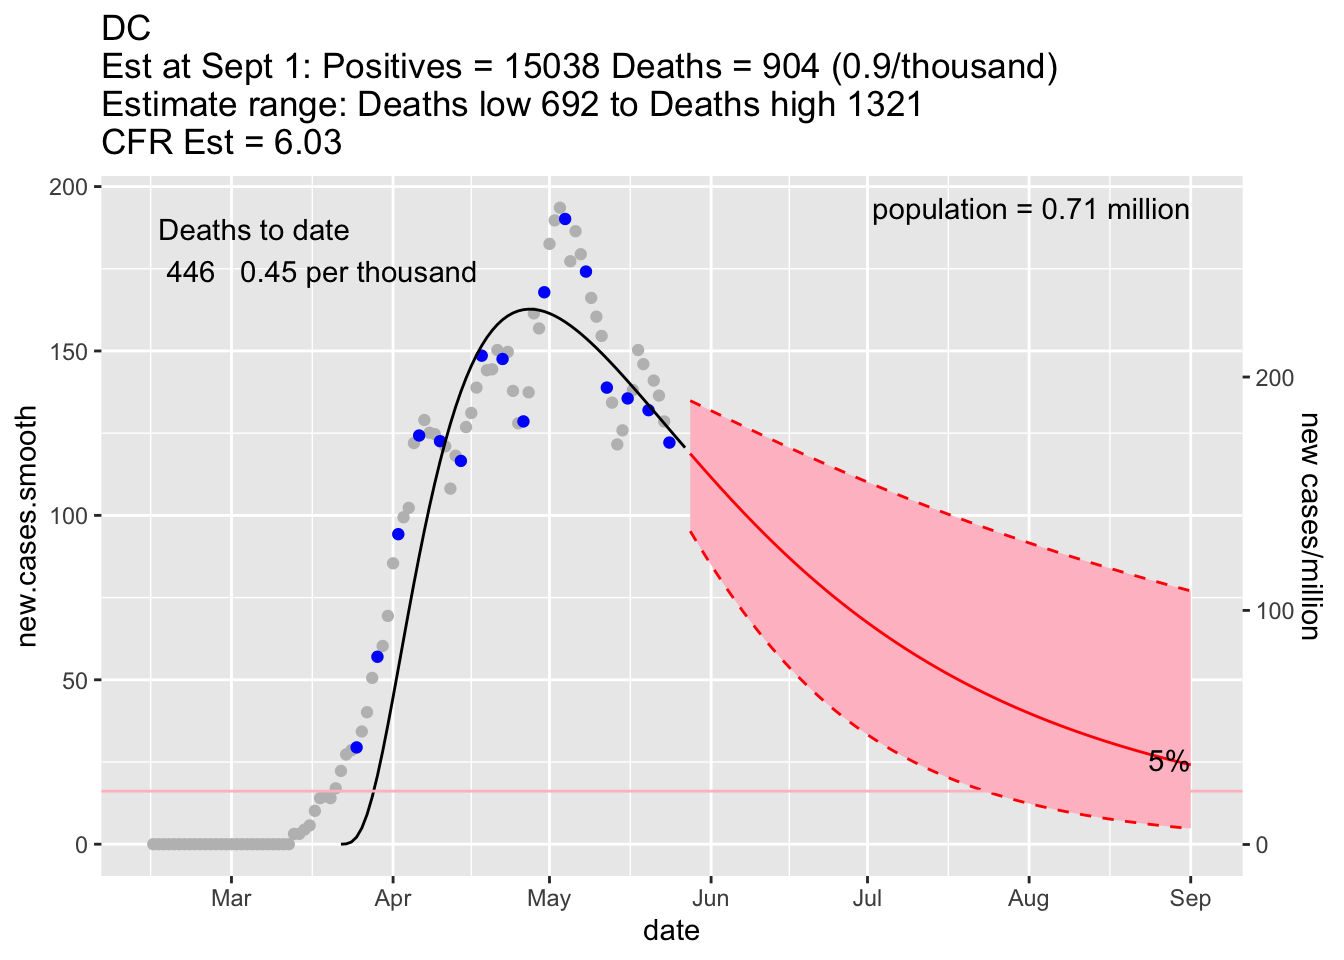 DC
Est at Sept 1: Positives = 15038 Deaths = 904 (0.9/thousand)
Estimate range: Deaths low 692 to Deaths high 1321
CFR Est = 6.03
Deaths to date
446 0.45 per thousand
population = 0.71 million
200
150
100
50
0
new.cases.smooth
200
100
0
new cases/million
5%
Mar Apr May Jun Jul Aug Sep
date